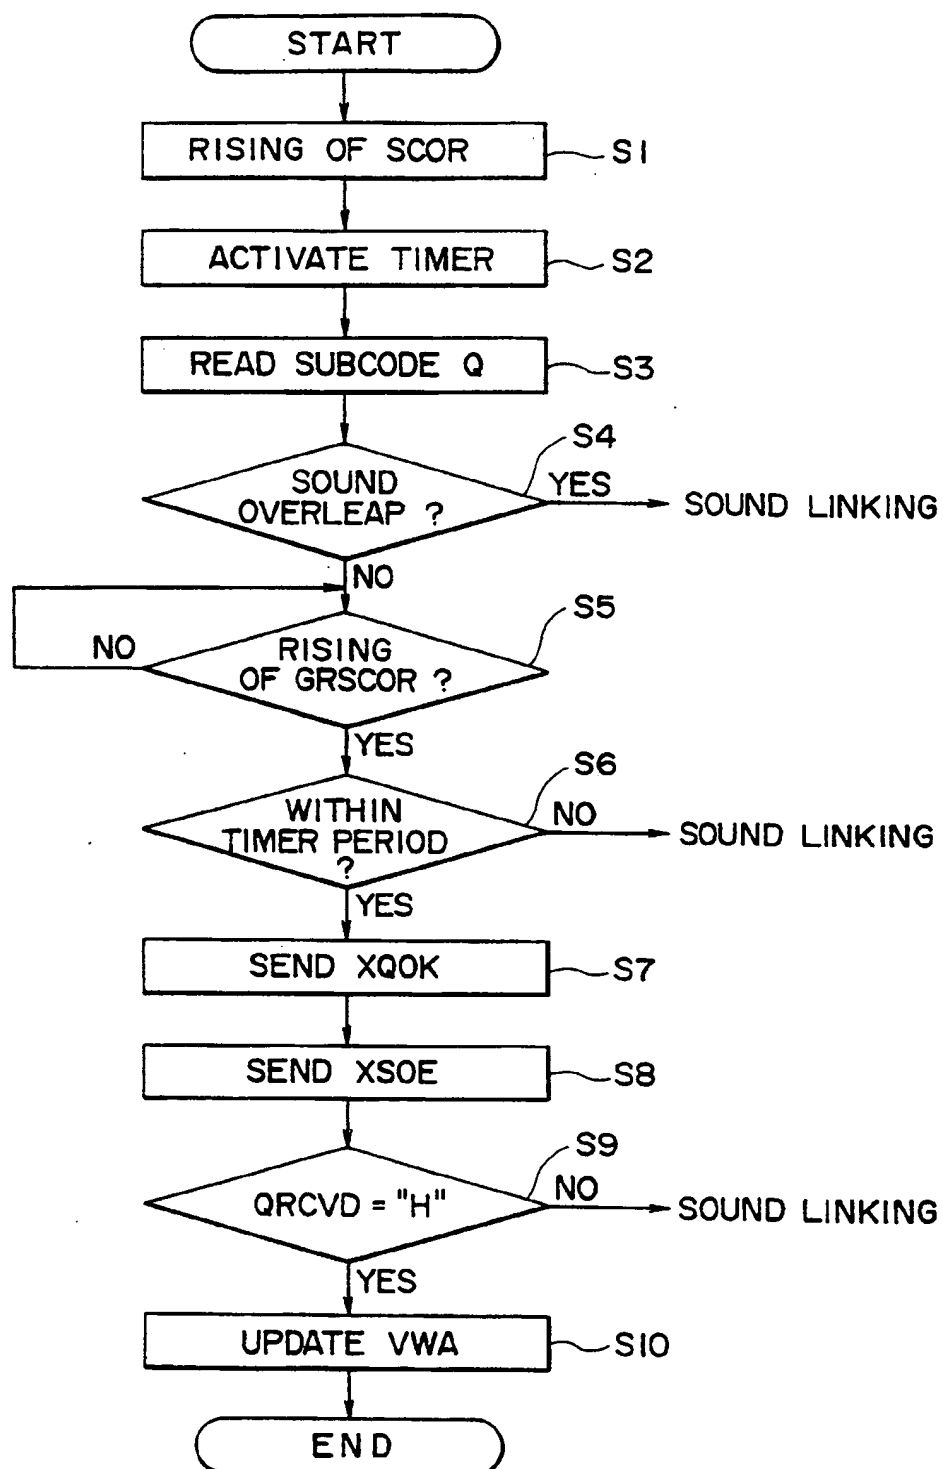 START
RISING OF SCOR
S1
ACTIVATE TIMER
S2
READ SUBCODE Q
S3
S4
SOUND
OVERLEAP ?
YES
SOUND LINKING
NO
S5
RISING
OF GRSCOR ?
NO
YES
S6
WITHIN
TIMER PERIOD
?
NO
SOUND LINKING
YES
SEND XQOK
S7
SEND XSOE
S8
S9
QRCVD = "H"
NO
SOUND LINKING
YES
UPDATE VWA
S10
END